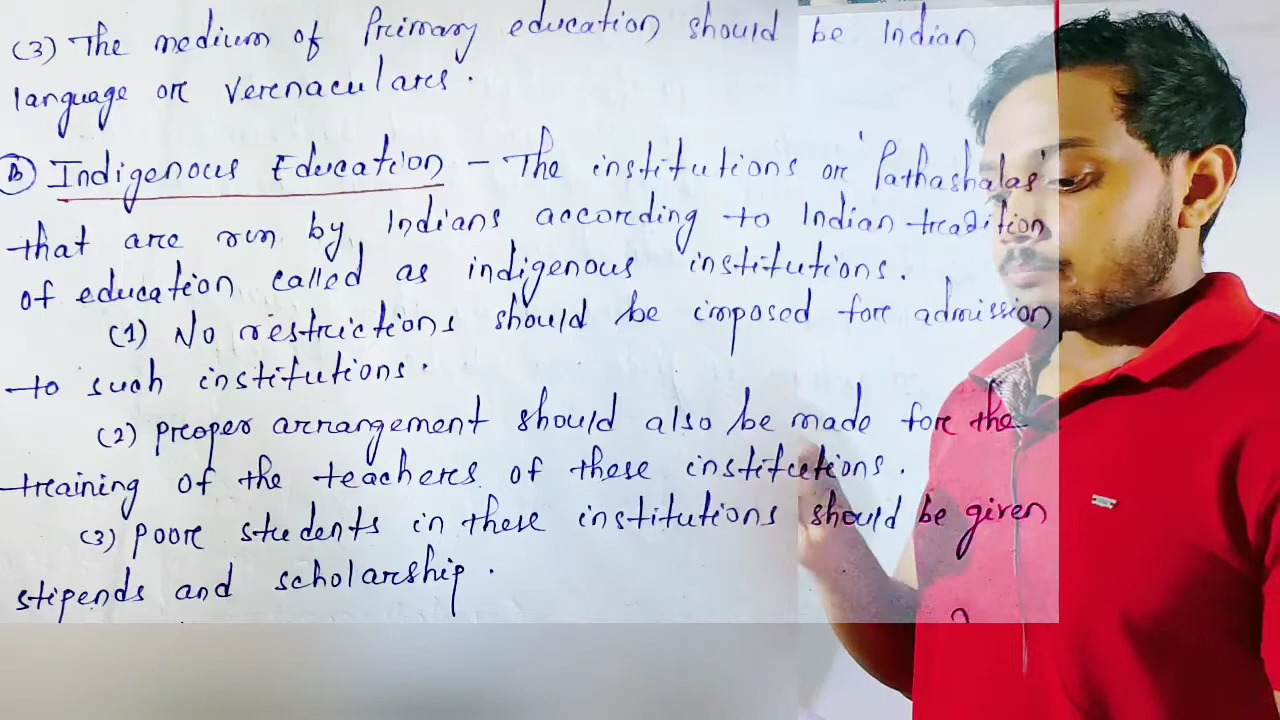 (3) The medium of Primary education should be Indian
language or Vernaculars.
(B) Indigenous Education - The institutions or 'Pathashalas'
that are run by Indians according to Indian tradition
of education called as indigenous institutions.
(1) No restrictions should be imposed for admission
to such institutions.
(2) Proper arrangement should also be made for the
training of the teachers of these institutions.
(3) Poor students in these institutions should be given
stipends and scholarship.